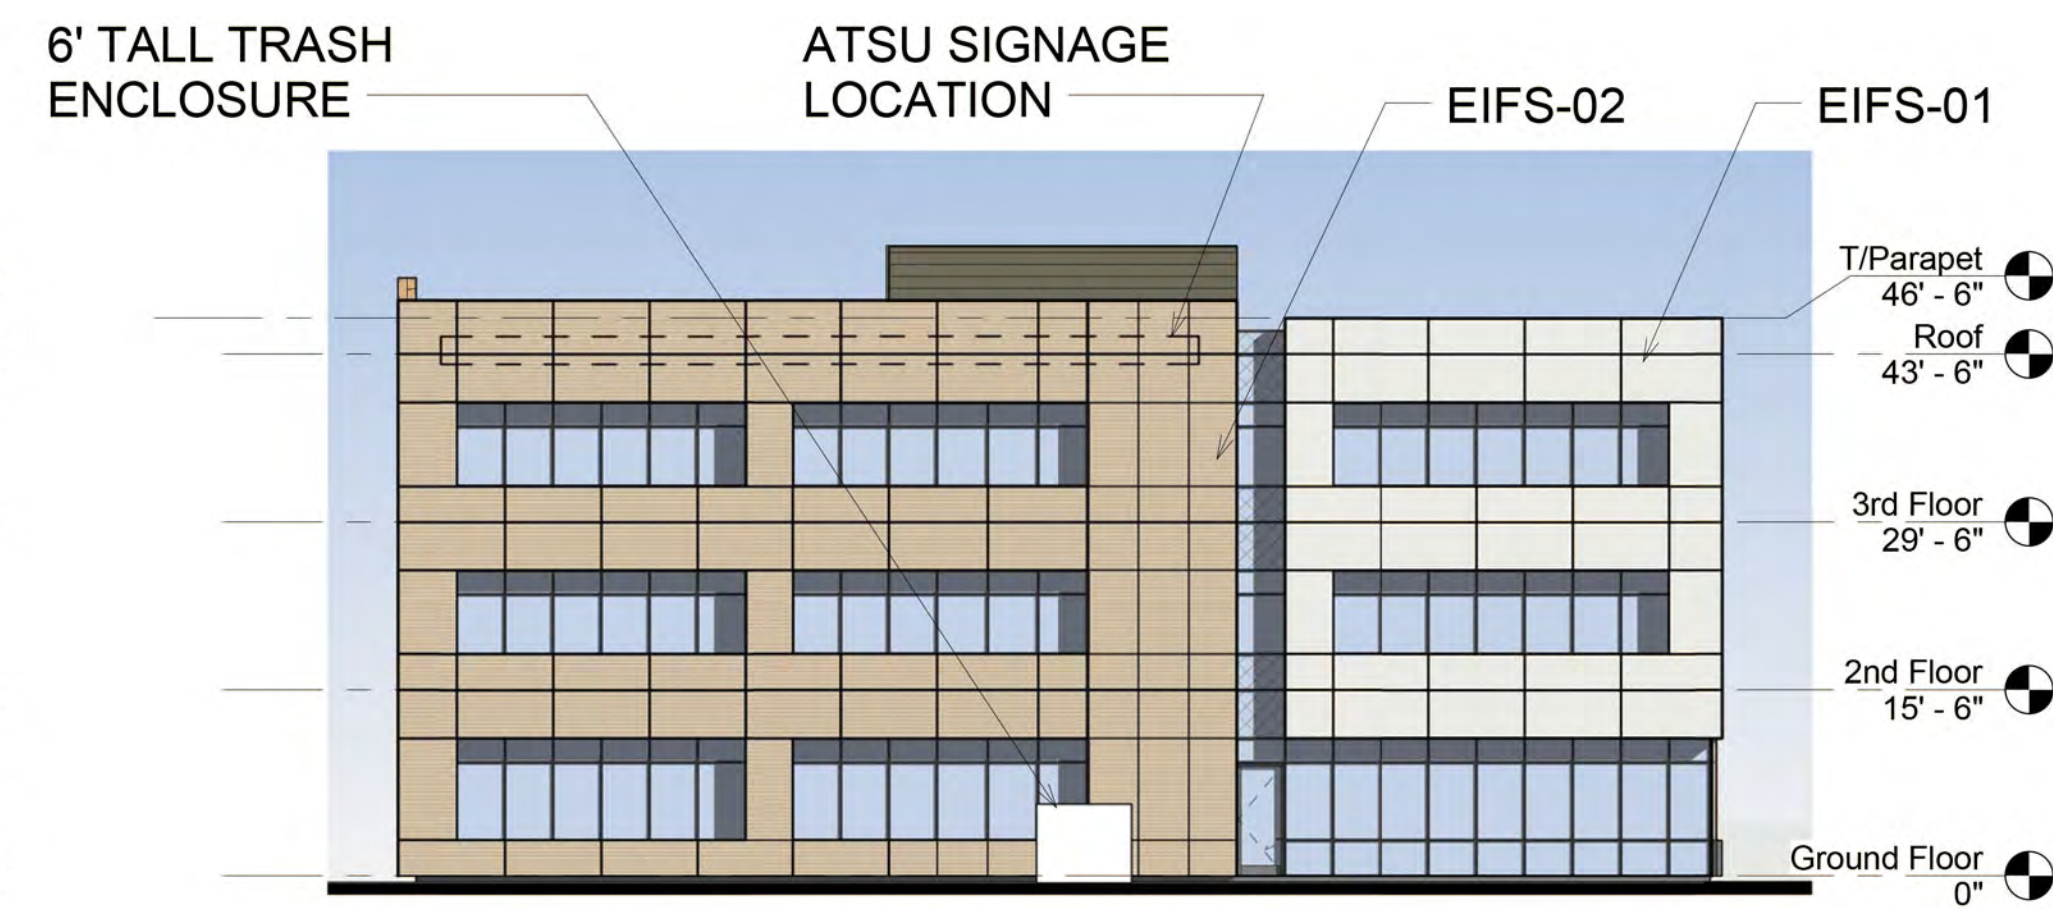 6' TALL TRASH
ENCLOSURE
ATSU SIGNAGE
LOCATION
EIFS-02
EIFS-01
T/Parapet
46' - 6"
Roof
43' - 6"
3rd Floor
29' - 6"
2nd Floor
15' - 6"
Ground Floor
0"